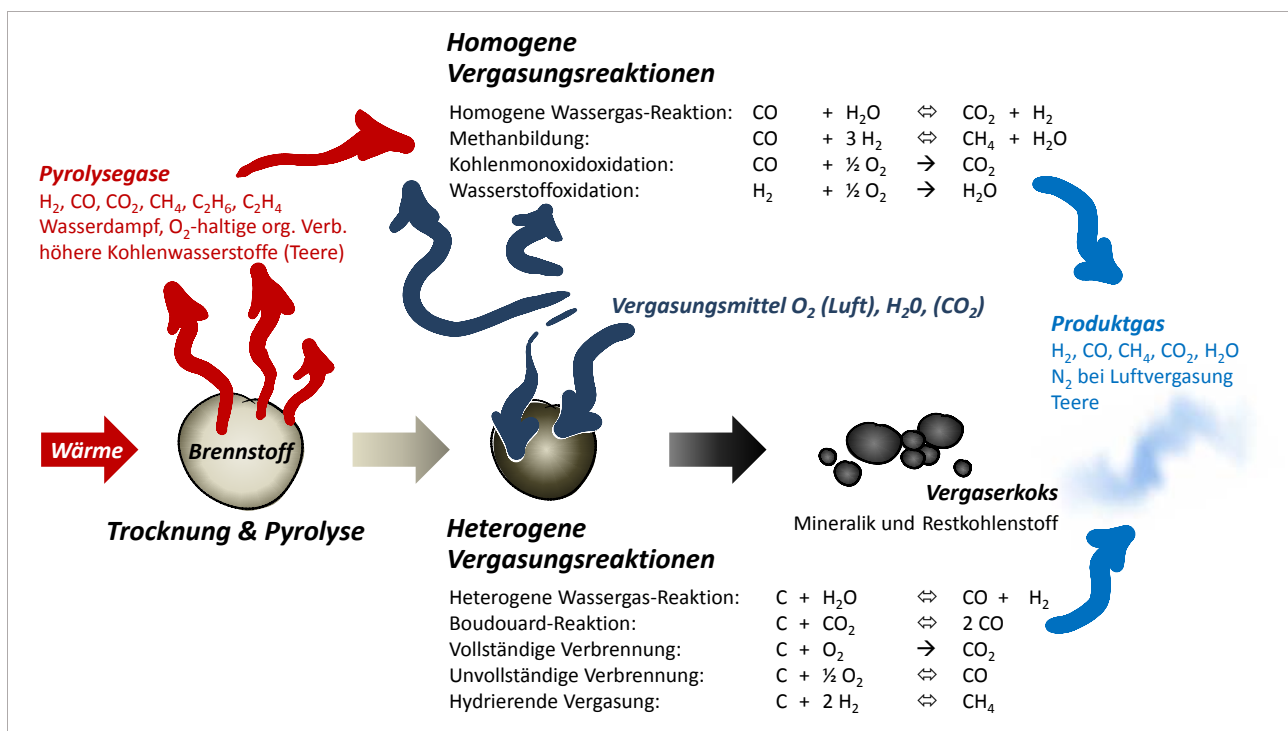 Homogene
Vergasungsreaktionen
Homogene Wassergas-Reaktion: CO + H₂O ⇔ CO₂ + H₂
Methanbildung: CO + 3 H₂ ⇔ CH₄ + H₂O
Kohlenmonoxidoxidation: CO + ½ O₂ → CO₂
Wasserstoffoxidation: H₂ + ½ O₂ → H₂O
Pyrolysegase
H₂, CO, CO₂, CH₄, C₂H₆, C₂H₄
Wasserdampf, O₂-haltige org. Verb.
höhere Kohlenwasserstoffe (Teere)
Vergasungsmittel O₂ (Luft), H₂0, (CO₂)
Produktgas
H₂, CO, CH₄, CO₂, H₂O
N₂ bei Luftvergasung
Teere
Wärme
Brennstoff
Trocknung & Pyrolyse
Vergaserkoks
Mineralik und Restkohlenstoff
Heterogene
Vergasungsreaktionen
Heterogene Wassergas-Reaktion: C + H₂O ⇔ CO + H₂
Boudouard-Reaktion: C + CO₂ ⇔ 2 CO
Vollständige Verbrennung: C + O₂ → CO₂
Unvollständige Verbrennung: C + ½ O₂ ⇔ CO
Hydrierende Vergasung: C + 2 H₂ ⇔ CH₄